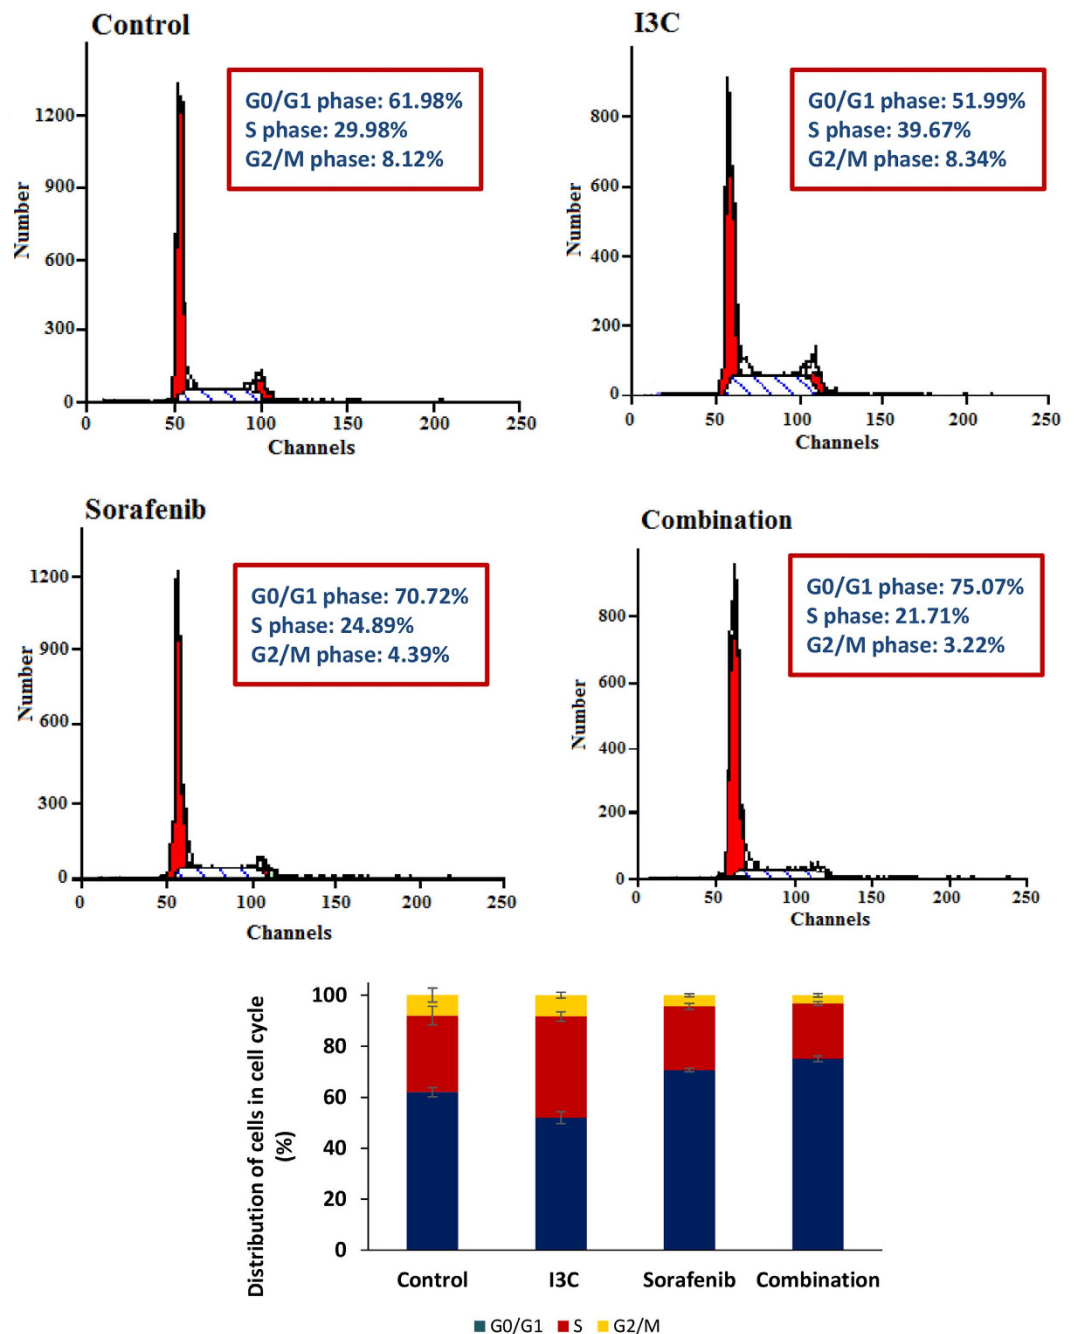 Control
G0/G1 phase: 61.98%
S phase: 29.98%
G2/M phase: 8.12%
Number
1200
900
600
300
0
0 50 100 150 200 250
Channels
I3C
G0/G1 phase: 51.99%
S phase: 39.67%
G2/M phase: 8.34%
Number
800
600
400
200
0
0 50 100 150 200 250
Channels
Sorafenib
G0/G1 phase: 70.72%
S phase: 24.89%
G2/M phase: 4.39%
Number
1200
900
600
300
0
0 50 100 150 200 250
Channels
Combination
G0/G1 phase: 75.07%
S phase: 21.71%
G2/M phase: 3.22%
Number
800
600
400
200
0
0 50 100 150 200 250
Channels
Distribution of cells in cell cycle
(%)
100
80
60
40
20
0
Control I3C Sorafenib Combination
G0/G1 S G2/M